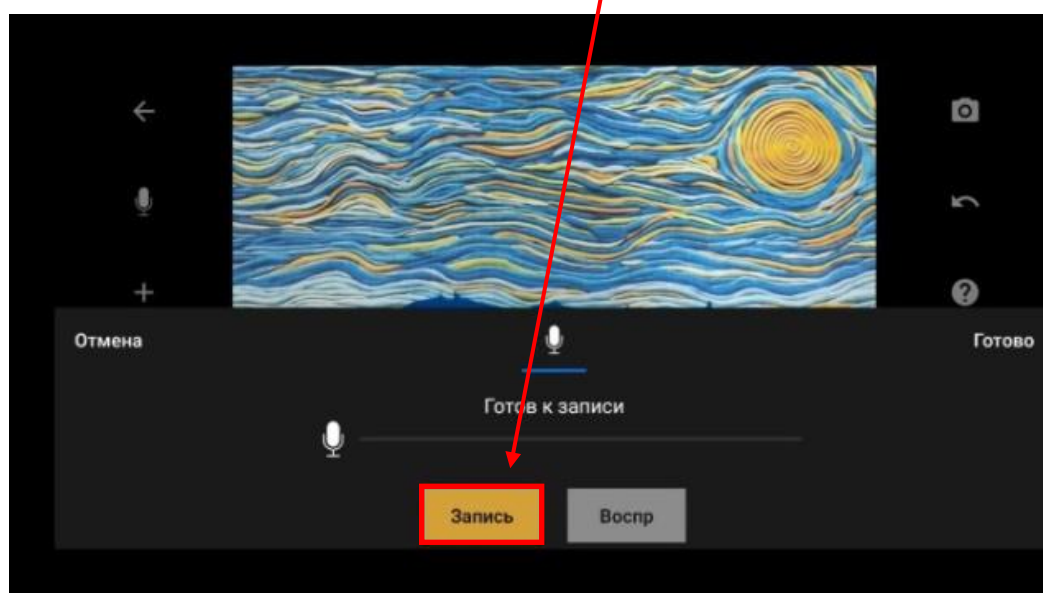 Отмена
Готово
Готов к записи
Запись
Воспр